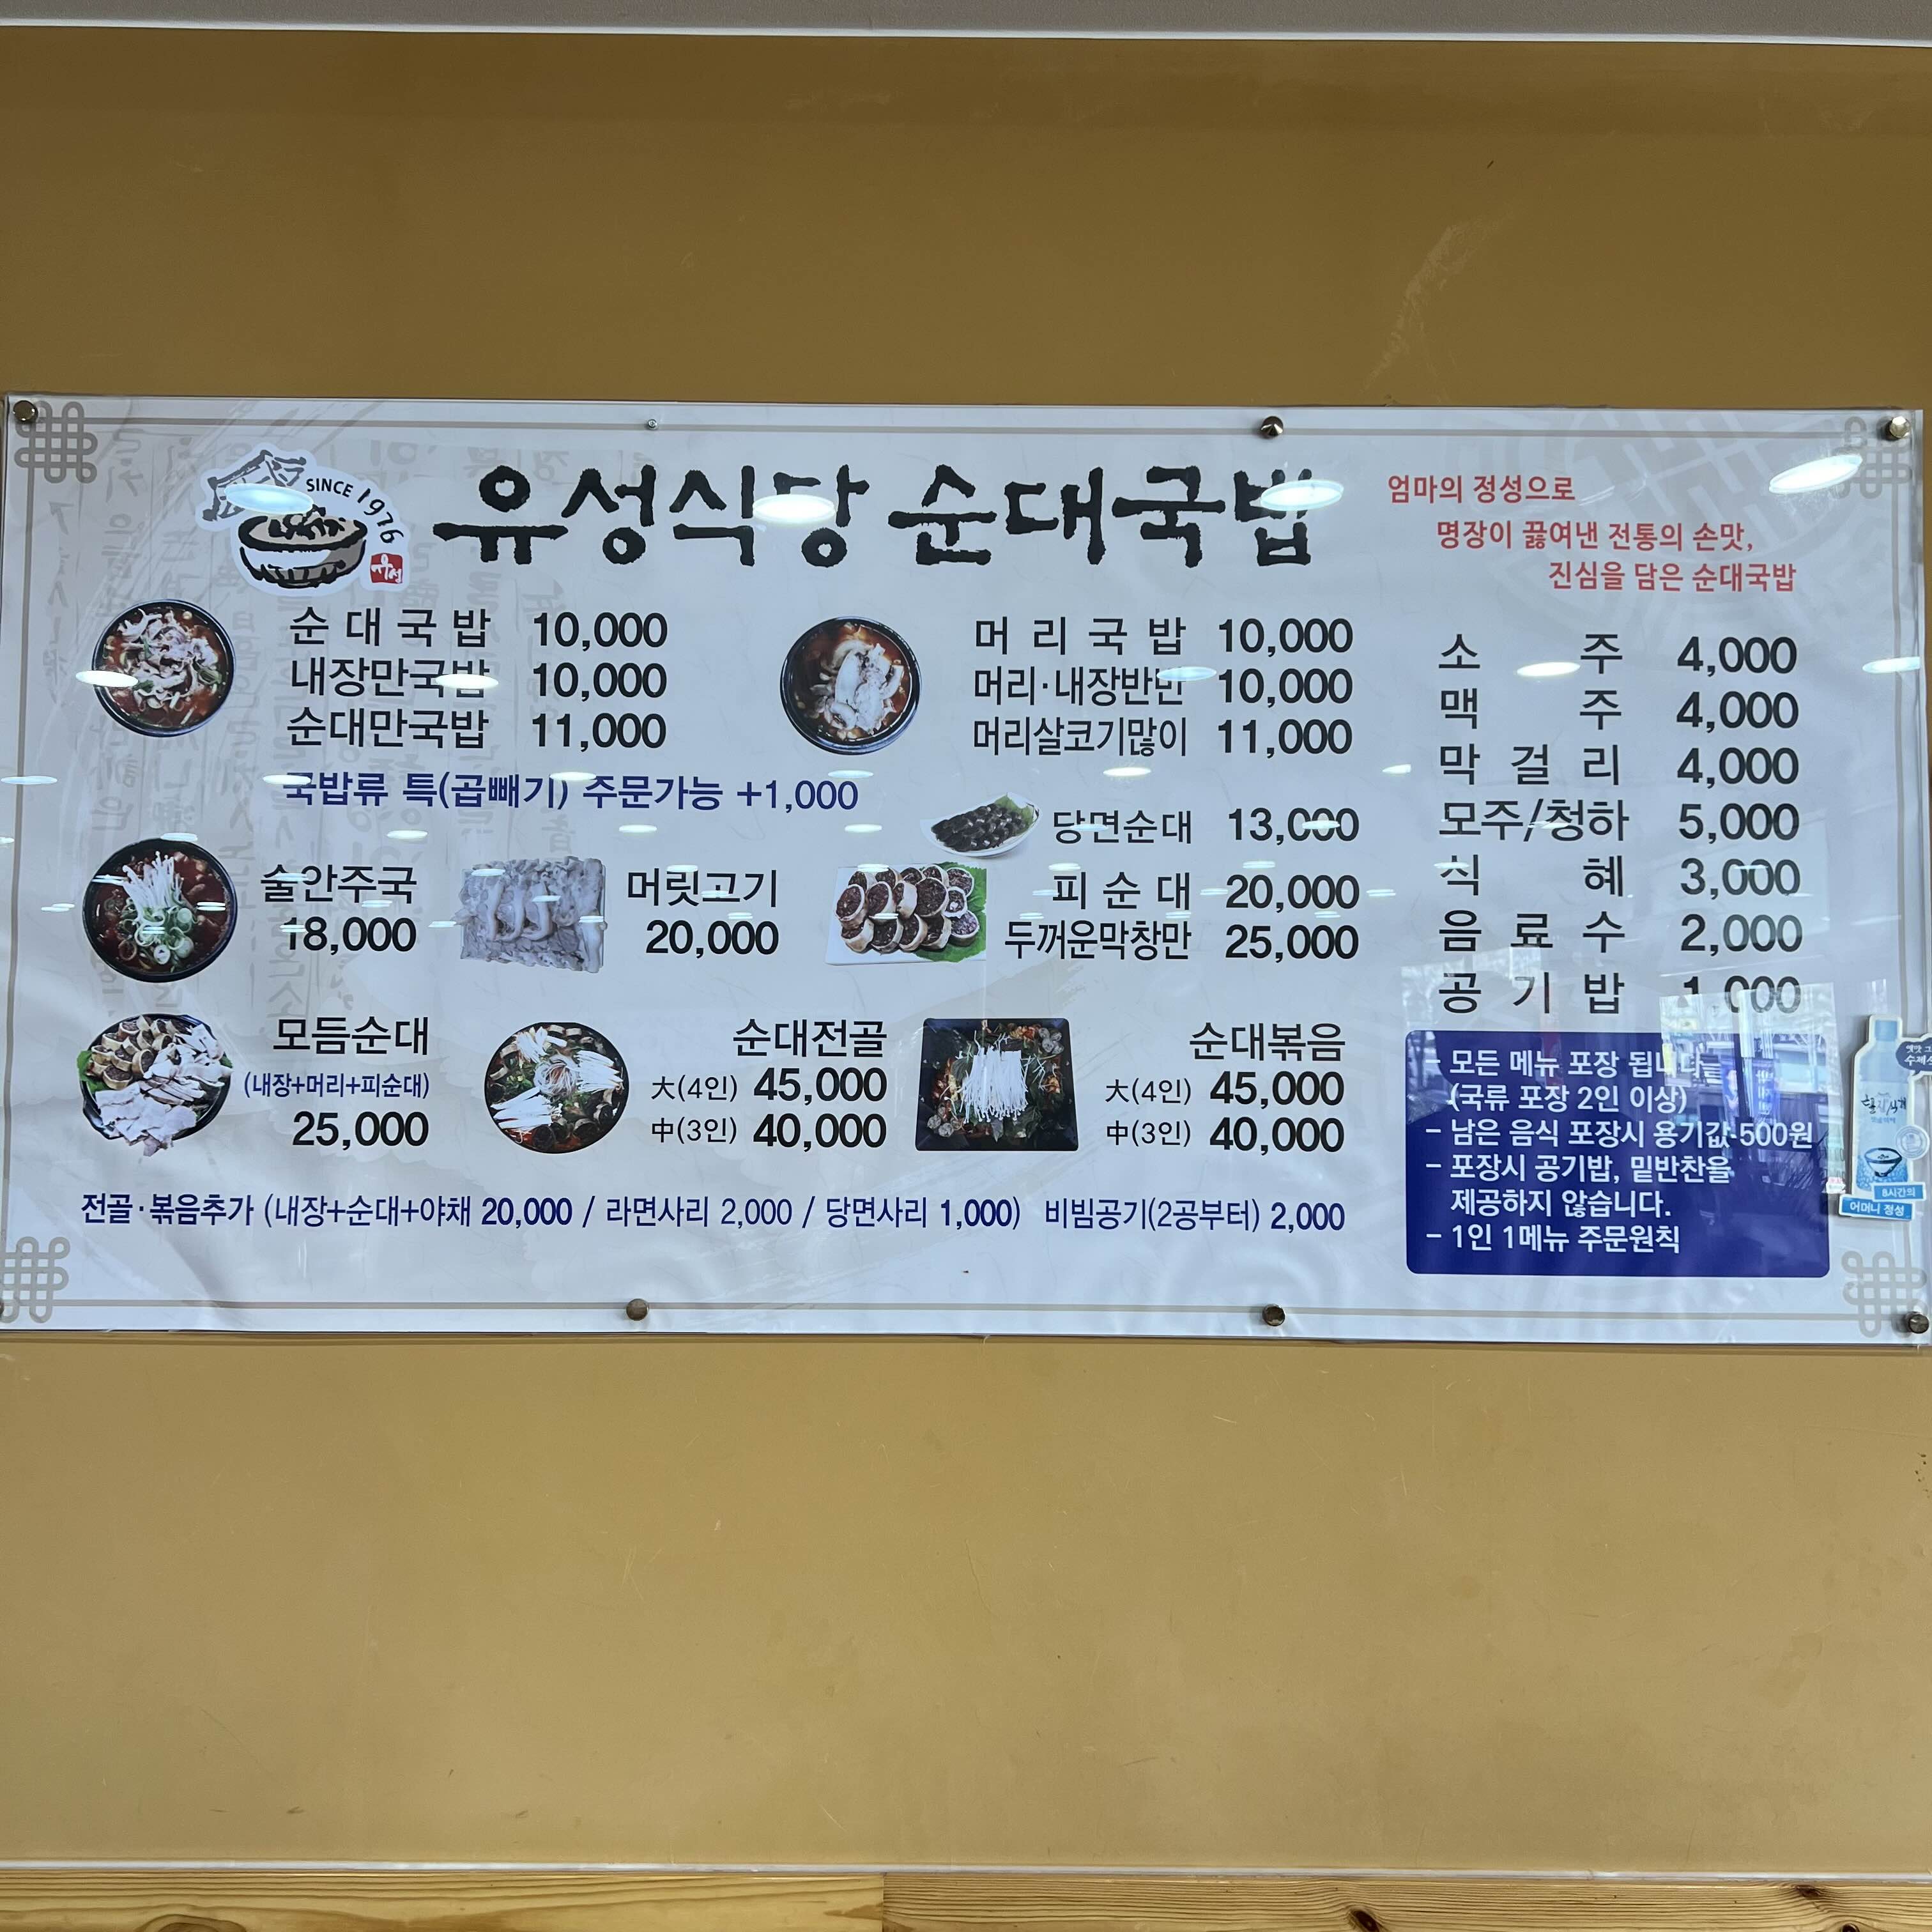 SINCE 1976
유성
유성식당 순대국밥
엄마의 정성으로
명장이 끓여낸 전통의 손맛,
진심을 담은 순대국밥
순대국밥 10,000
내장만국밥 10,000
순대만국밥 11,000
머리국밥 10,000
머리·내장반반 10,000
머리살코기많이 11,000
국밥류 특(곱빼기) 주문가능 +1,000
술안주국
18,000
머릿고기
20,000
당면순대 13,000
피순대 20,000
두꺼운막창만 25,000
모듬순대
(내장+머리+피순대)
25,000
순대전골
大(4인) 45,000
中(3인) 40,000
순대볶음
大(4인) 45,000
中(3인) 40,000
전골·볶음추가 (내장+순대+야채 20,000 / 라면사리 2,000 / 당면사리 1,000) 비빔공기(2공부터) 2,000
소주 4,000
맥주 4,000
막걸리 4,000
모주/청하 5,000
식혜 3,000
음료수 2,000
공기밥 1,000
- 모든 메뉴 포장 됩니다
(국류 포장 2인 이상)
- 남은 음식 포장시 용기값 500원
- 포장시 공기밥, 밑반찬을
제공하지 않습니다.
- 1인 1메뉴 주문원칙
8시간의
어머니 정성